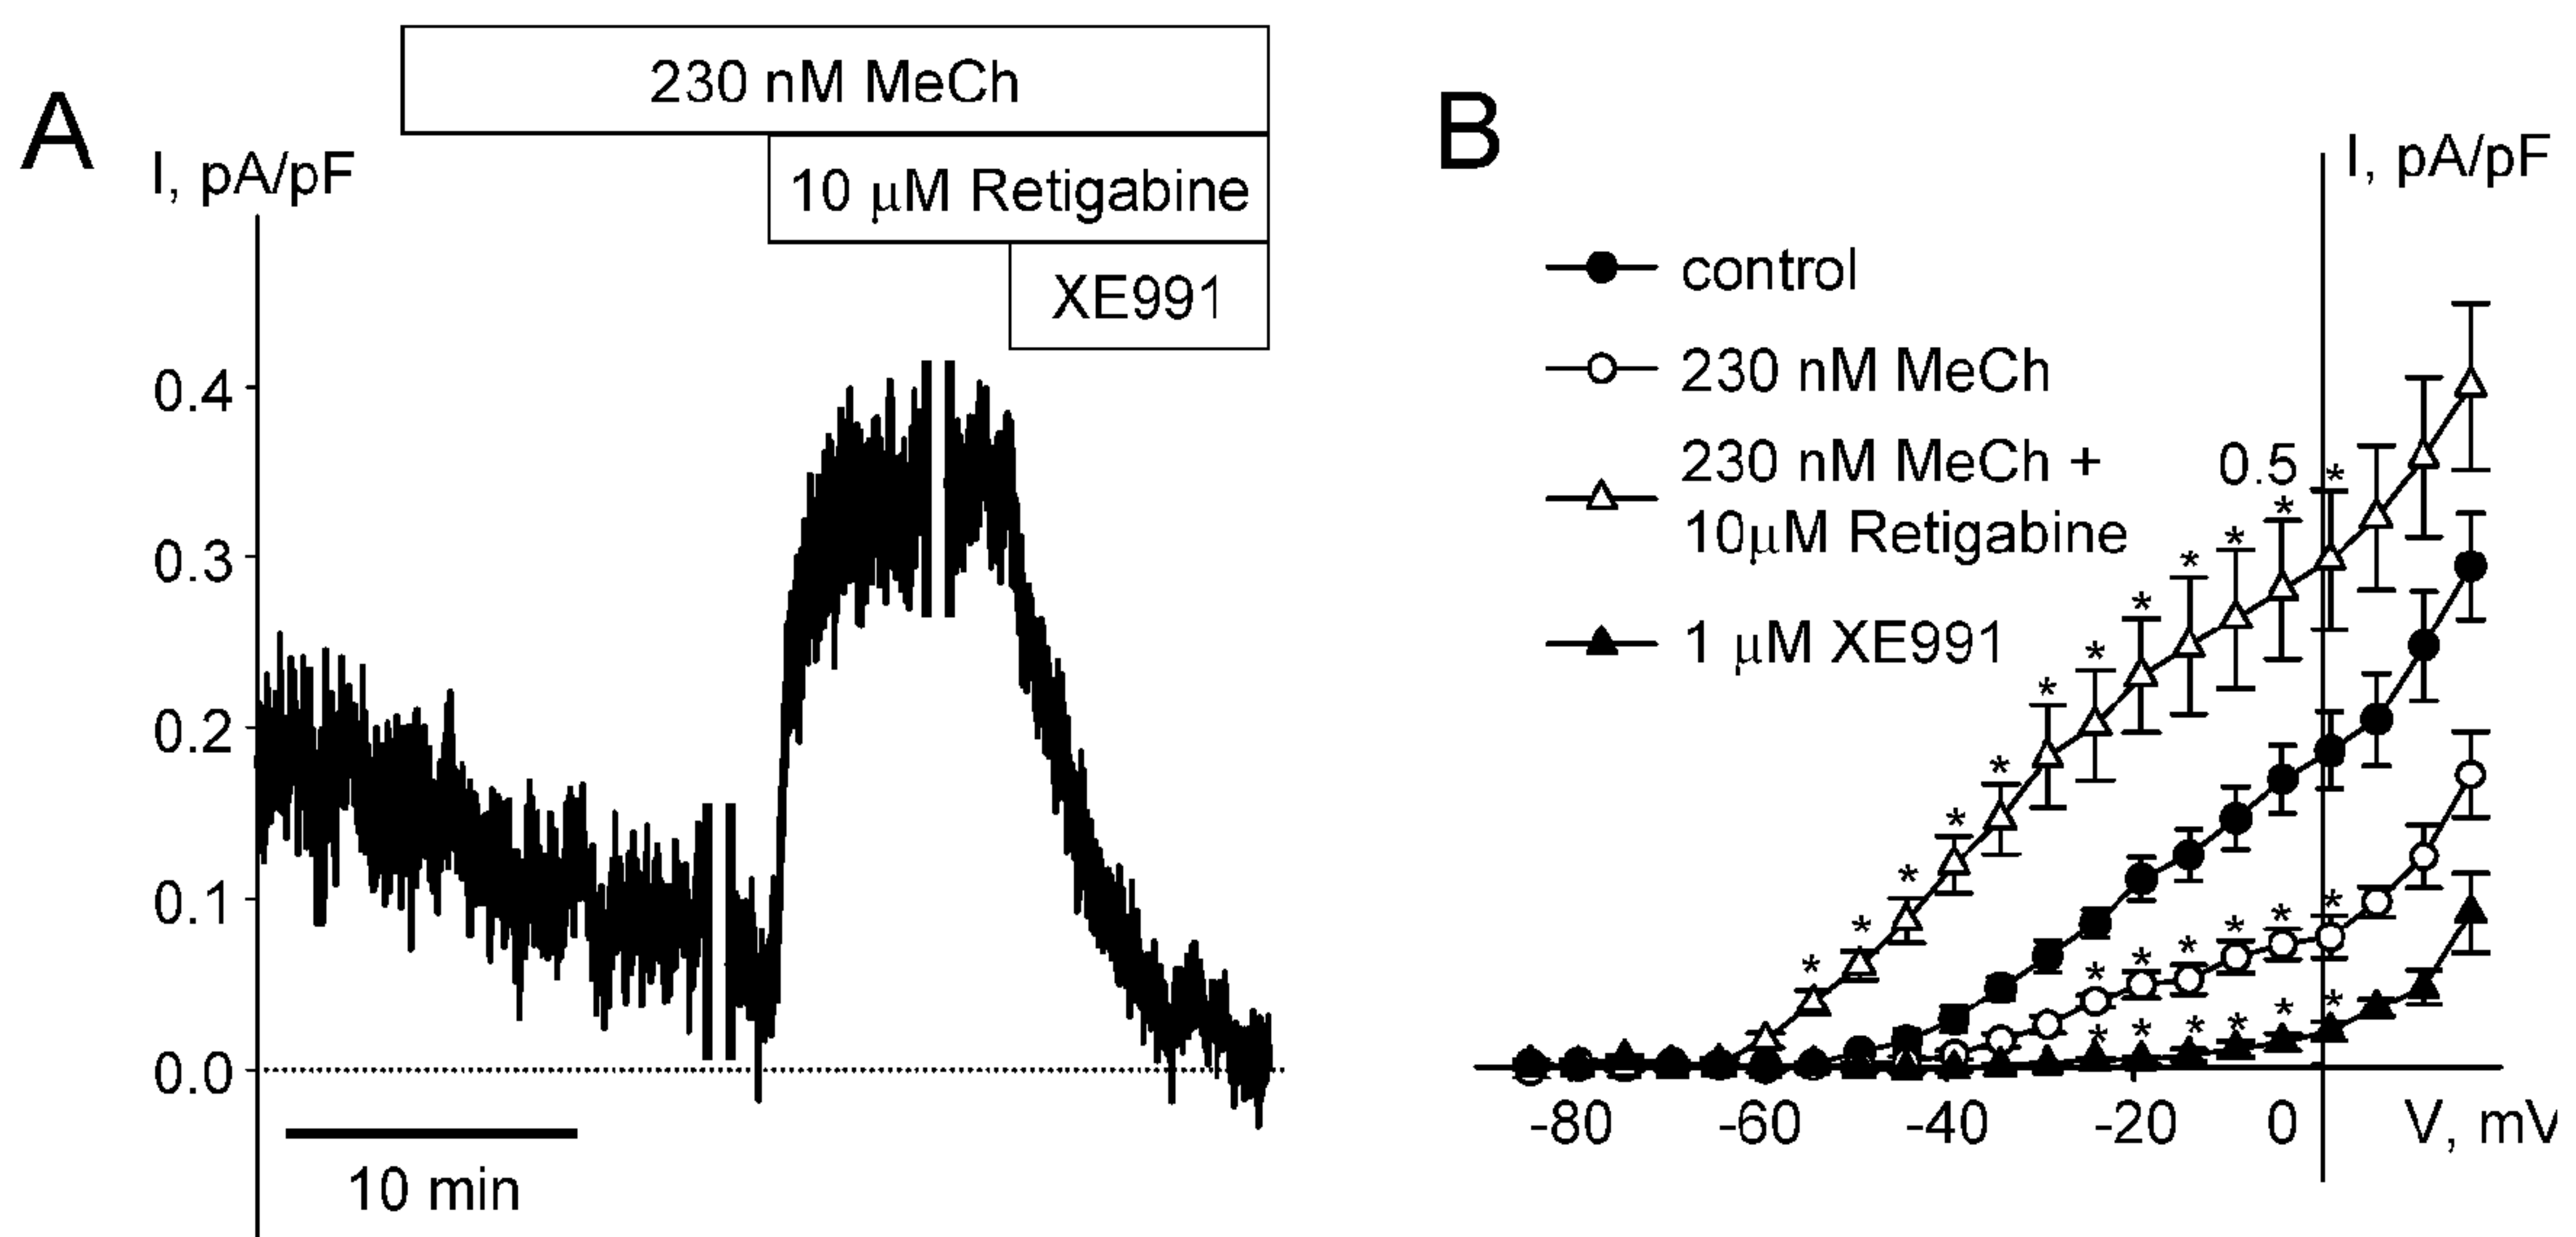 A
230 nM MeCh
I, pA/pF
10 μM Retigabine
XE991
0.4
0.3
0.2
0.1
0.0
10 min
B
I, pA/pF
control
230 nM MeCh
230 nM MeCh +
10μM Retigabine
1 μM XE991
0.5
* * * * * * * * * * * *
* * * * * *
* * * * * *
-80 -60 -40 -20 0 V, mV